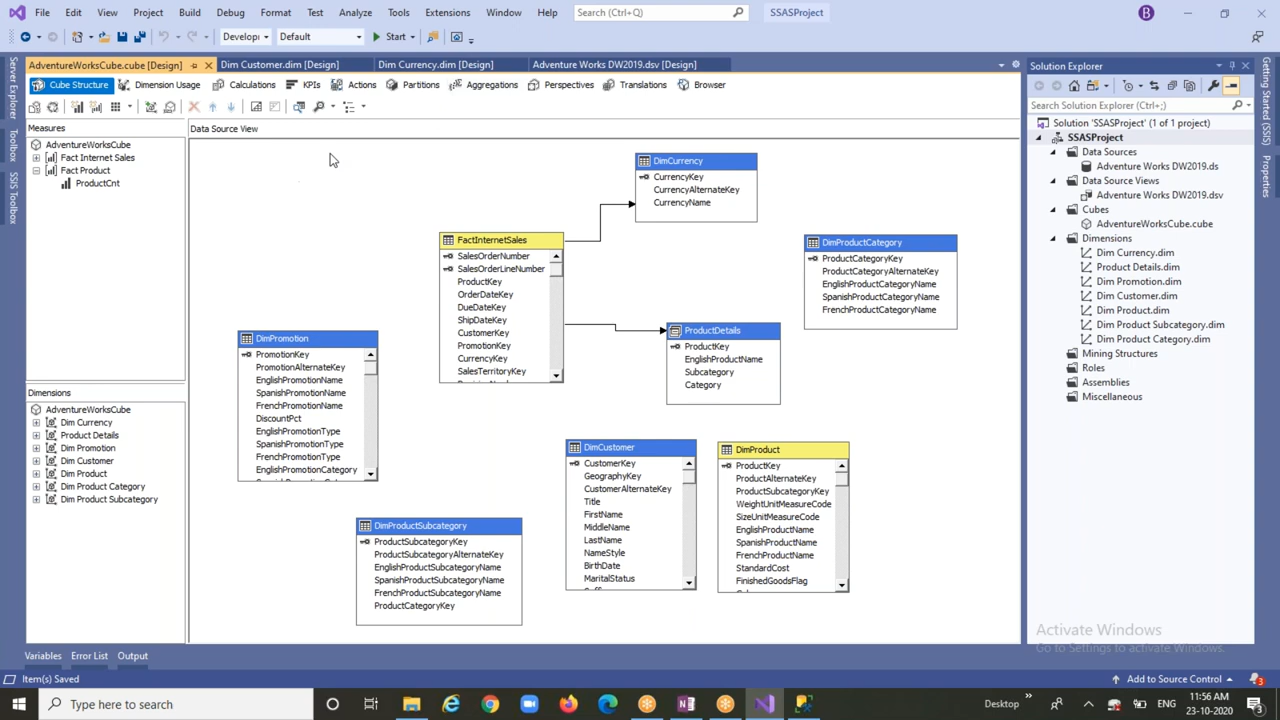 File Edit View Project Build Debug Format Test Analyze Tools Extensions Window Help Search (Ctrl+;) SSASProject B
Developi Default Start
AdventureWorksCube.cube [Design] Dim Customer.dim [Design] Dim Currency.dim [Design] Adventure Works DW2019.dsv [Design]
Cube Structure Dimension Usage Calculations KPIs Actions Partitions Aggregations Perspectives Translations Browser
Server Explorer
Toolbox
SSIS Toolbox
Measures
AdventureWorksCube
Fact Internet Sales
Fact Product
ProductCnt
Dimensions
AdventureWorksCube
Dim Currency
Product Details
Dim Promotion
Dim Customer
Dim Product
Dim Product Category
Dim Product Subcategory
Data Source View
DimCurrency
CurrencyKey
CurrencyAlternateKey
CurrencyName
FactInternetSales
SalesOrderNumber
SalesOrderLineNumber
ProductKey
OrderDateKey
DueDateKey
ShipDateKey
CustomerKey
PromotionKey
CurrencyKey
SalesTerritoryKey
DimProductCategory
ProductCategoryKey
ProductCategoryAlternateKey
EnglishProductCategoryName
SpanishProductCategoryName
FrenchProductCategoryName
DimPromotion
PromotionKey
PromotionAlternateKey
EnglishPromotionName
SpanishPromotionName
FrenchPromotionName
DiscountPct
EnglishPromotionType
SpanishPromotionType
FrenchPromotionType
EnglishPromotionCategory
ProductDetails
ProductKey
EnglishProductName
Subcategory
Category
DimCustomer
CustomerKey
GeographyKey
CustomerAlternateKey
Title
FirstName
MiddleName
LastName
NameStyle
BirthDate
MaritalStatus
DimProduct
ProductKey
ProductAlternateKey
ProductSubcategoryKey
WeightUnitMeasureCode
SizeUnitMeasureCode
EnglishProductName
SpanishProductName
FrenchProductName
StandardCost
FinishedGoodsFlag
DimProductSubcategory
ProductSubcategoryKey
ProductSubcategoryAlternateKey
EnglishProductSubcategoryName
SpanishProductSubcategoryName
FrenchProductSubcategoryName
ProductCategoryKey
Solution Explorer
Search Solution Explorer (Ctrl+;)
Solution 'SSASProject' (1 of 1 project)
SSASProject
Data Sources
Adventure Works DW2019.ds
Data Source Views
Adventure Works DW2019.dsv
Cubes
AdventureWorksCube.cube
Dimensions
Dim Currency.dim
Product Details.dim
Dim Promotion.dim
Dim Customer.dim
Dim Product.dim
Dim Product Subcategory.dim
Dim Product Category.dim
Mining Structures
Roles
Assemblies
Miscellaneous
Getting Started (SSIS)
Properties
Activate Windows
Go to Settings to activate Windows.
Variables Error List Output
Item(s) Saved Add to Source Control 3
Type here to search Desktop ENG 11:56 AM
23-10-2020 3